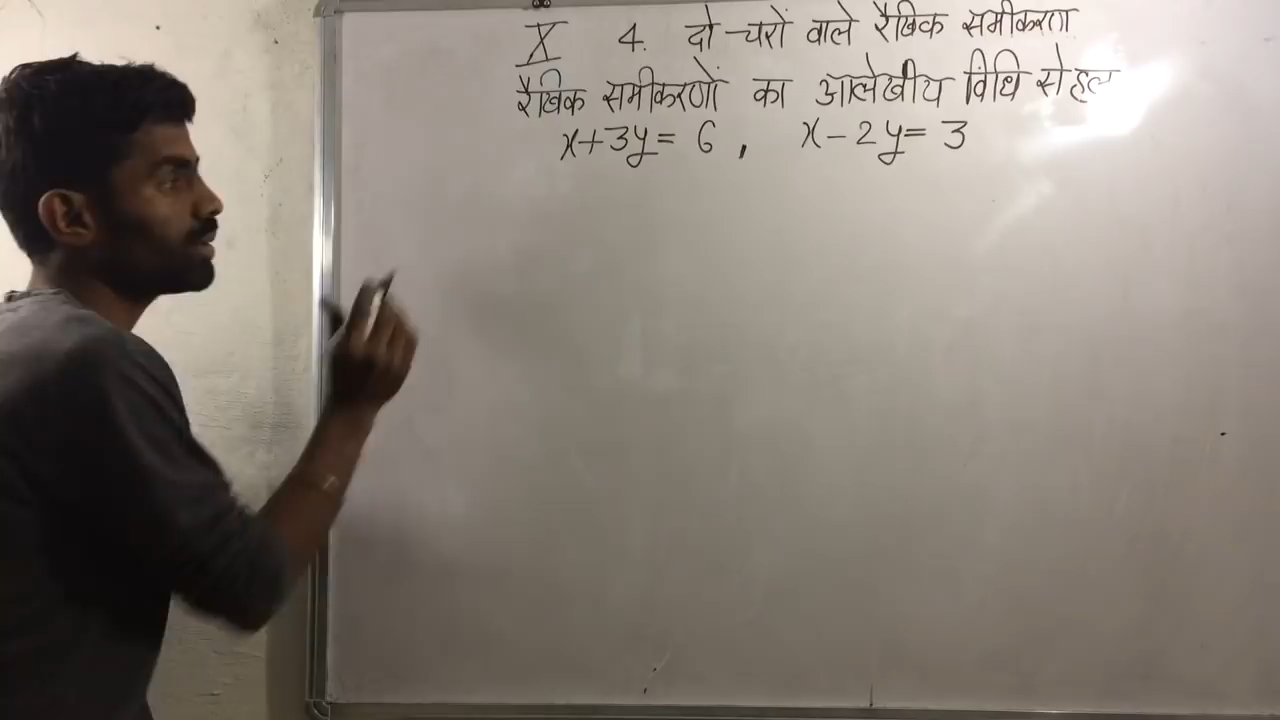 X 4. दो चरों वाले रैखिक समीकरण
रैखिक समीकरणों का आलेखीय विधि से हल
x+3y= 6 , x-2y= 3